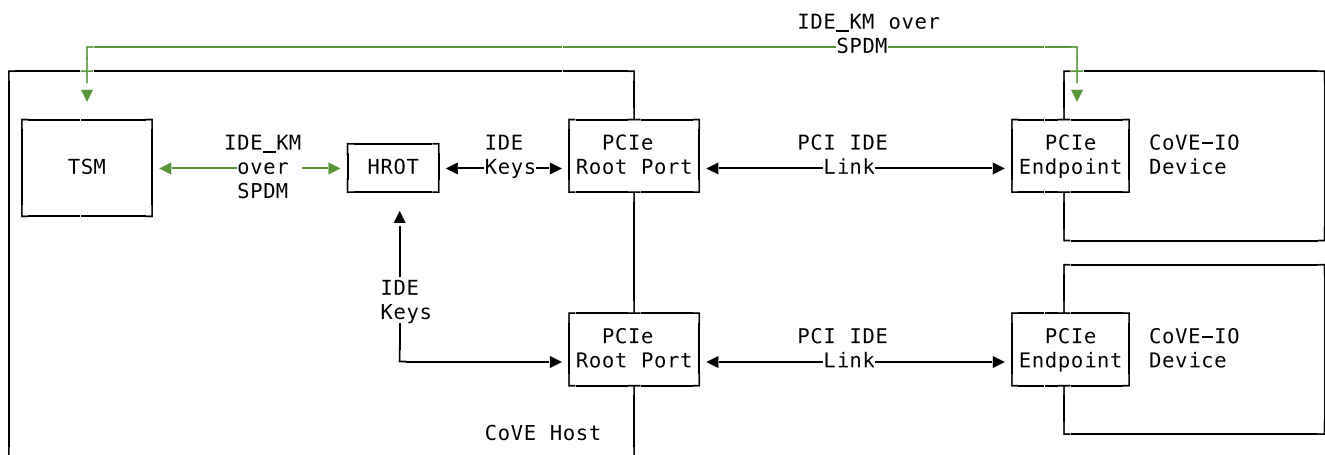 IDE_KM over
SPDM
TSM
IDE_KM
over
SPDM
HROT
IDE
Keys
PCIe
Root Port
PCI IDE
Link
PCIe
Endpoint
CoVE-IO
Device
IDE
Keys
PCIe
Root Port
PCI IDE
Link
PCIe
Endpoint
CoVE-IO
Device
CoVE Host